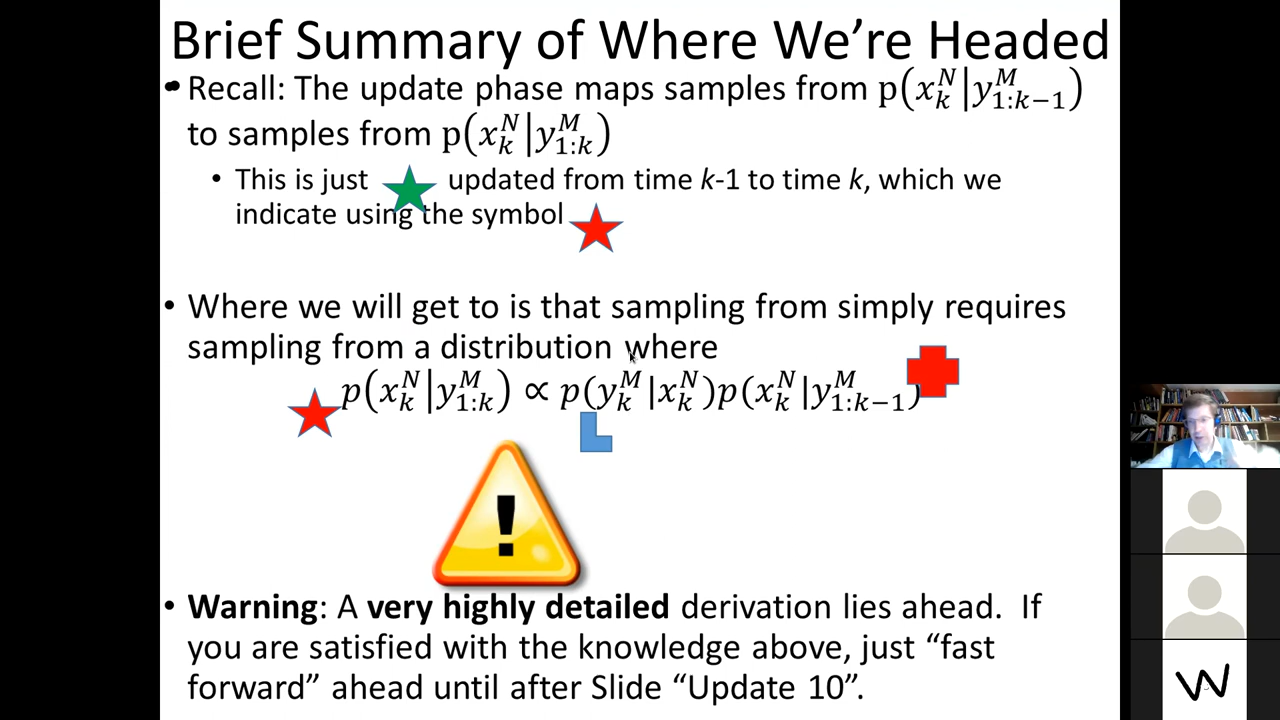 Brief Summary of Where We're Headed
• Recall: The update phase maps samples from p(x_k^N|y_{1:k−1}^M)
to samples from p(x_k^N|y_{1:k}^M)
• This is just updated from time k-1 to time k, which we
indicate using the symbol
• Where we will get to is that sampling from simply requires
sampling from a distribution where
p(x_k^N|y_{1:k}^M) ∝ p(y_k^M|x_k^N)p(x_k^N|y_{1:k−1}^M)
!
• Warning: A very highly detailed derivation lies ahead. If
you are satisfied with the knowledge above, just “fast
forward” ahead until after Slide “Update 10”.
W